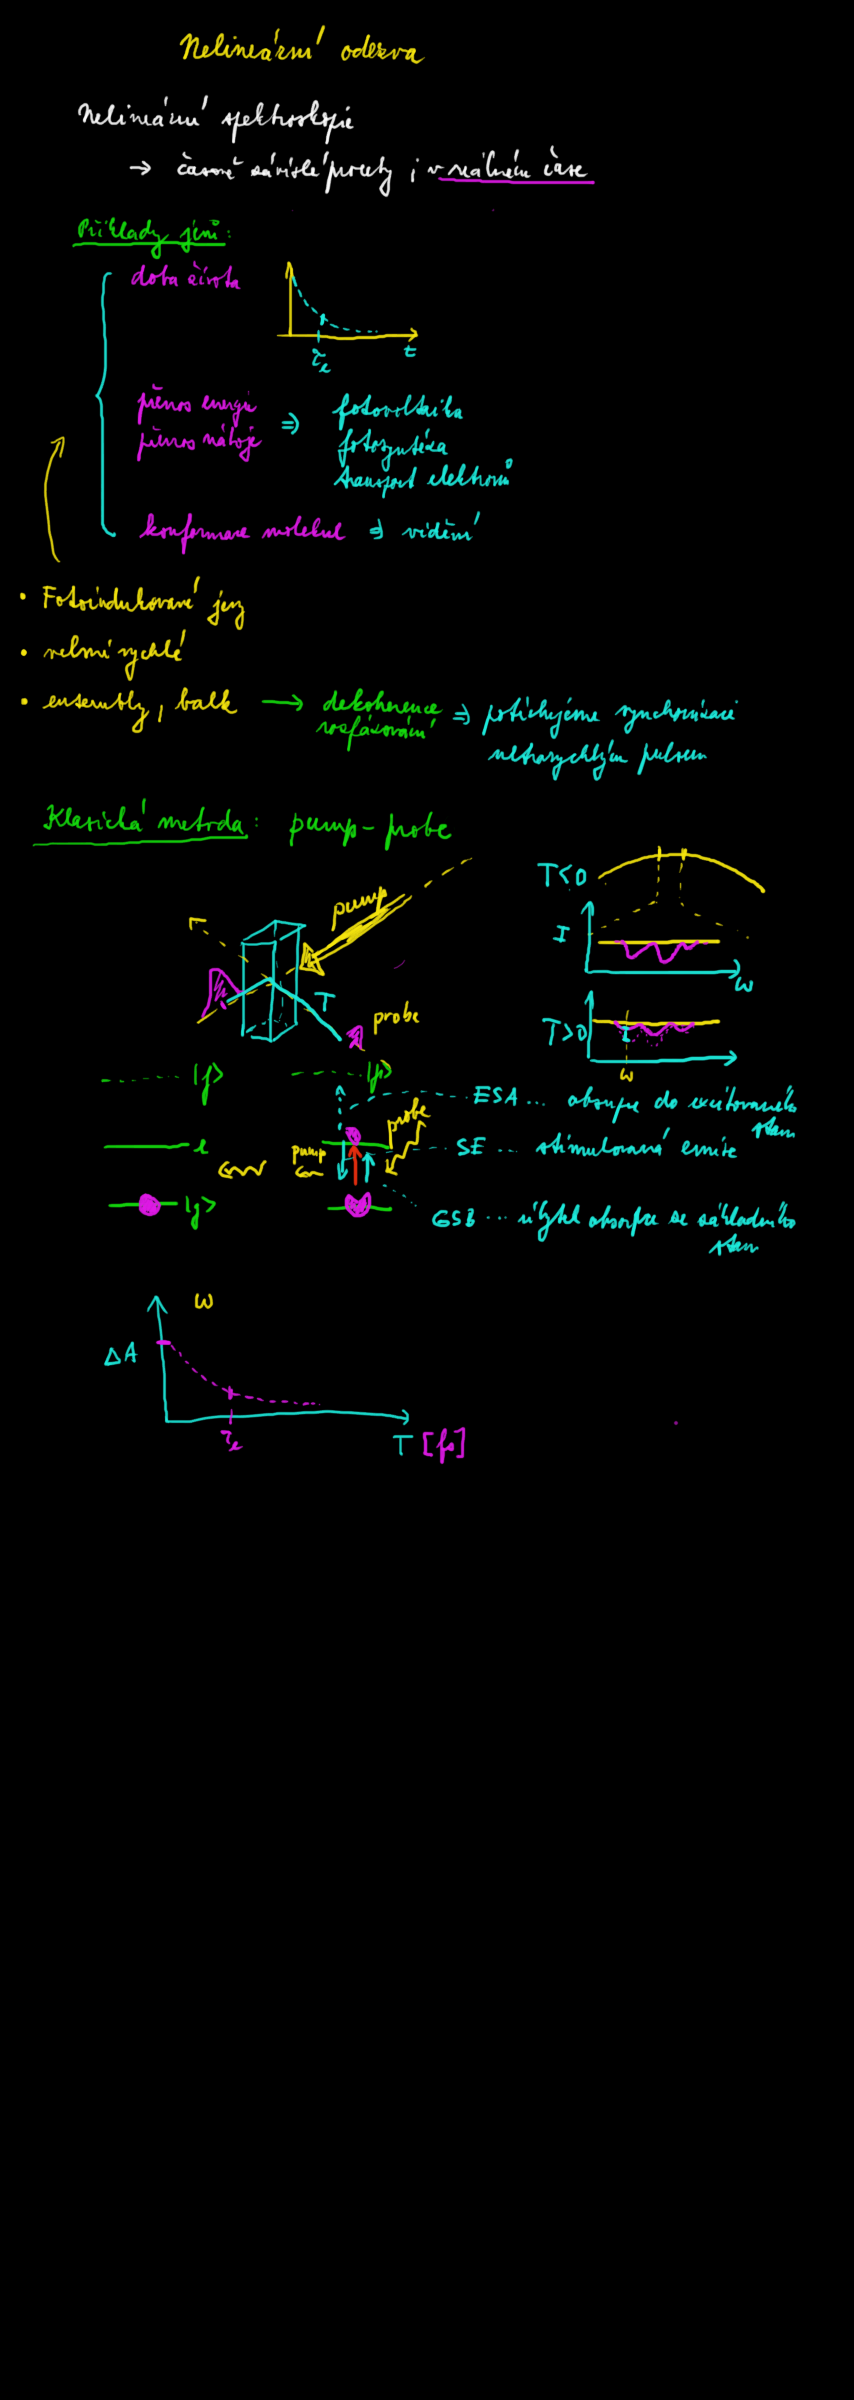 Nelineární odezva
Nelineární spektroskopie
→ časově závislé procesy i v reálném čase
Příklady jevů:
doba života
τₑ
t
přenos energie
přenos náboje
⇒
fotovoltaika
fotosyntéza
transport elektronů
konformace molekul ⇒ vidění
• Fotoindukované jevy
• velmi rychlé
• ensembly, balk → dekoherence
rozfázování
⇒ potřebujeme synchronizaci
ultrarychlým pulsem
Klasická metoda: pump-probe
pump
T
probe
T<0
I
ω
T>0
ω
|f>
|f>
e
|g>
pump
probe
ESA ... absorpce do excitovaného
stavu
SE ... stimulovaná emise
GSB ... úbytek absorpce ze základního
stavu
ω
ΔA
τₑ
T [fs]